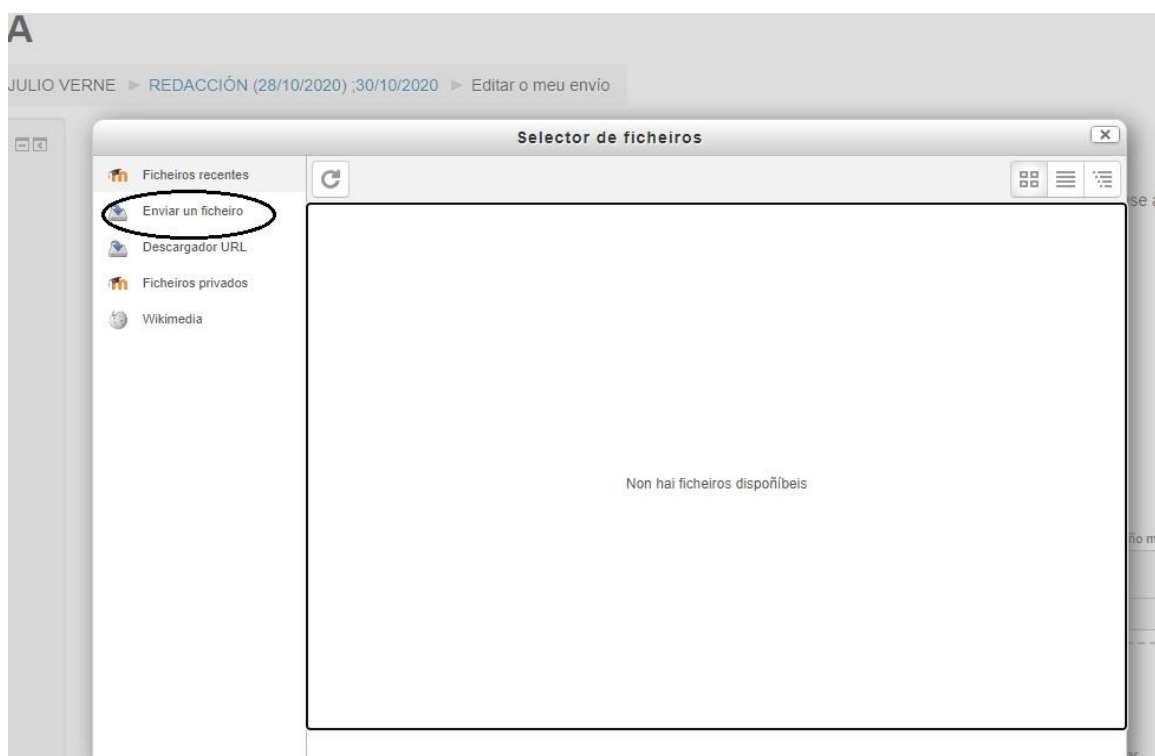 A
JULIO VERNE ► REDACCIÓN (28/10/2020) ;30/10/2020 ► Editar o meu envío
Selector de ficheiros
Ficheiros recentes
Enviar un ficheiro
Descargador URL
Ficheiros privados
Wikimedia
se
Non hai ficheiros dispoñíbeis